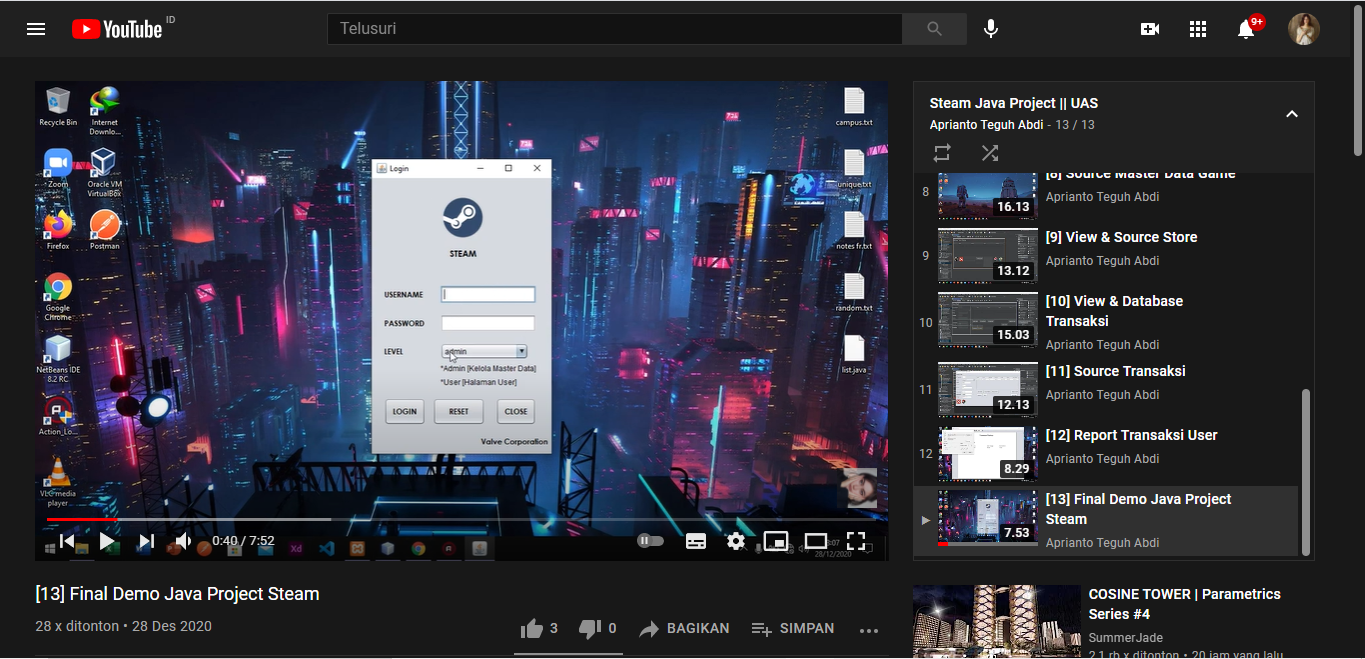 YouTube ID
Telusuri
9+
Recycle Bin
Internet Downlo...
Zoom
Oracle VM VirtualBox
Firefox
Postman
Google Chrome
NetBeans IDE 8.2 RC
Action_Lo...
VLC media player
campus.txt
unique.txt
notes fr.txt
random.txt
list.java
Login
STEAM
USERNAME
PASSWORD
LEVEL
admin
*Admin [Kelola Master Data]
*User [Halaman User]
LOGIN RESET CLOSE
Valve Corporation
0:40 / 7:52
28/12/2020
[13] Final Demo Java Project Steam
28 x ditonton • 28 Des 2020
3 0 BAGIKAN SIMPAN
Steam Java Project || UAS
Aprianto Teguh Abdi - 13 / 13
8
16.13
[8] Source Master Data Game
Aprianto Teguh Abdi
9
13.12
[9] View & Source Store
Aprianto Teguh Abdi
10
15.03
[10] View & Database
Transaksi
Aprianto Teguh Abdi
11
12.13
[11] Source Transaksi
Aprianto Teguh Abdi
12
8.29
[12] Report Transaksi User
Aprianto Teguh Abdi
7.53
[13] Final Demo Java Project
Steam
Aprianto Teguh Abdi
COSINE TOWER | Parametrics
Series #4
SummerJade
2,1 rb x ditonton • 20 jam yang lalu